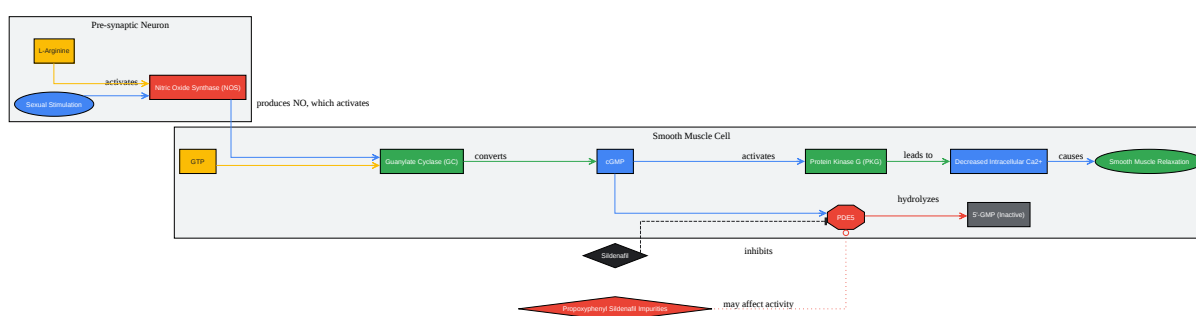 Pre-synaptic Neuron
L-Arginine
activates
Nitric Oxide Synthase (NOS)
Sexual Stimulation
produces NO, which activates
Smooth Muscle Cell
GTP
Guanylate Cyclase (GC)
converts
cGMP
activates
Protein Kinase G (PKG)
leads to
Decreased Intracellular Ca2+
causes
Smooth Muscle Relaxation
hydrolyzes
PDE5
5'-GMP (Inactive)
Sildenafil
inhibits
Propoxyphenyl Sildenafil Impurities
may affect activity